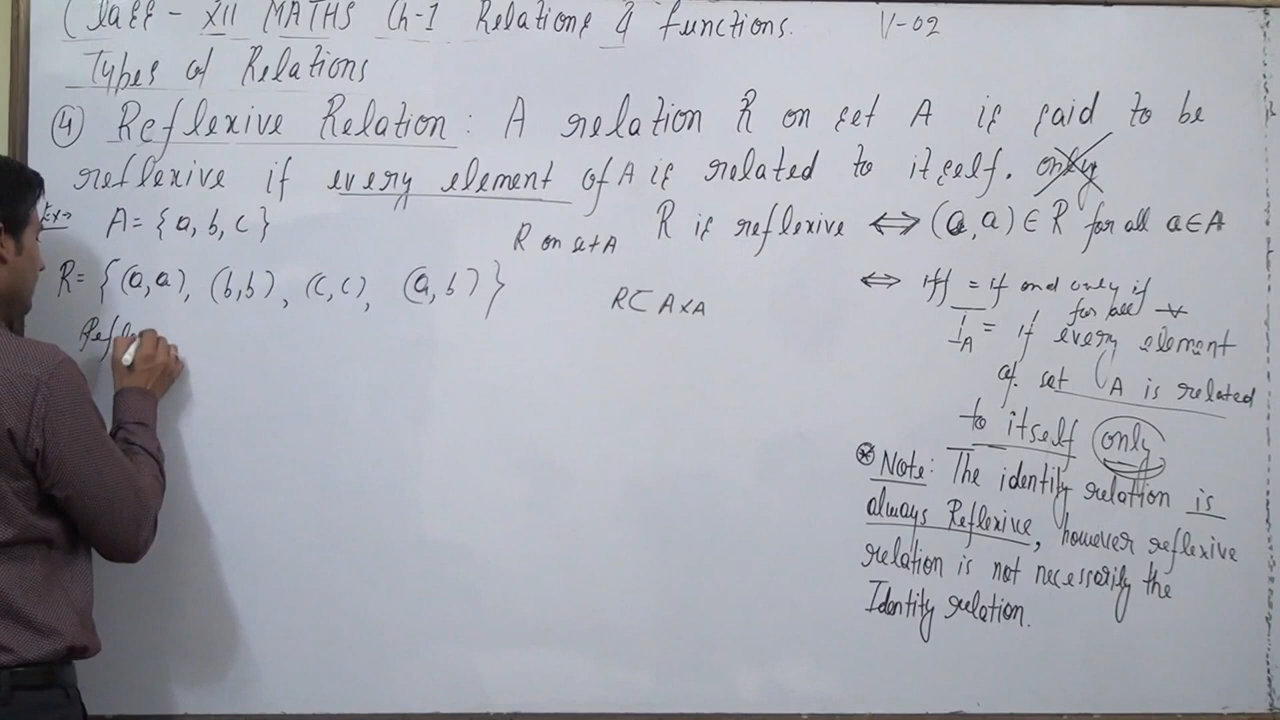 Class - XII MATHS Ch-1 Relations & functions. V-02
Types of Relations
④ Reflexive Relation : A relation R on set A is said to be
reflexive if every element of A is related to itself. only
Ex→ A = {a, b, c}
R on set A
R is reflexive ⇔ (a, a) ∈ R for all a ∈ A
R = {(a,a), (b,b), (c,c), (a,b)}
R⊂ A×A
⇔ iff = if and only if
for all ∀
Refle
I_A = if every element
of set A is related
to itself only
⊛ Note: The identity relation is
always Reflexive, however reflexive
relation is not necessarily the
Identity relation.